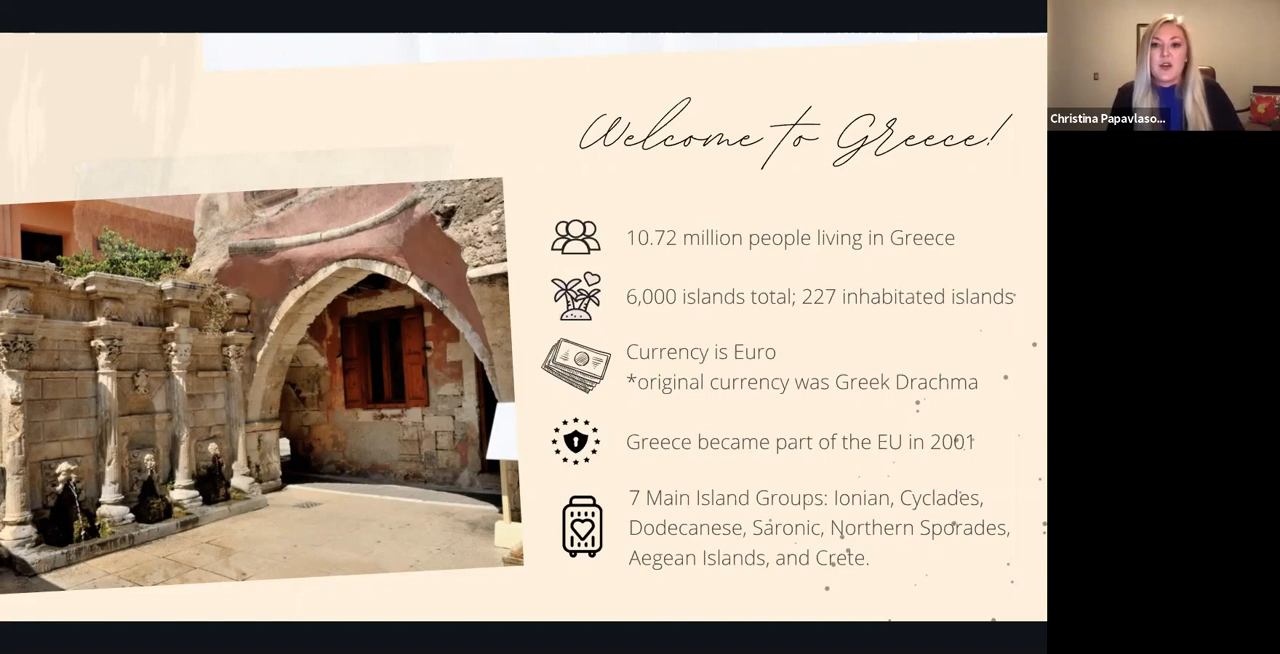 Welcome to Greece!
Christina Papavlaso...
10.72 million people living in Greece
6,000 islands total; 227 inhabitated islands
Currency is Euro
*original currency was Greek Drachma
Greece became part of the EU in 2001
7 Main Island Groups: Ionian, Cyclades,
Dodecanese, Saronic, Northern Sporades,
Aegean Islands, and Crete.